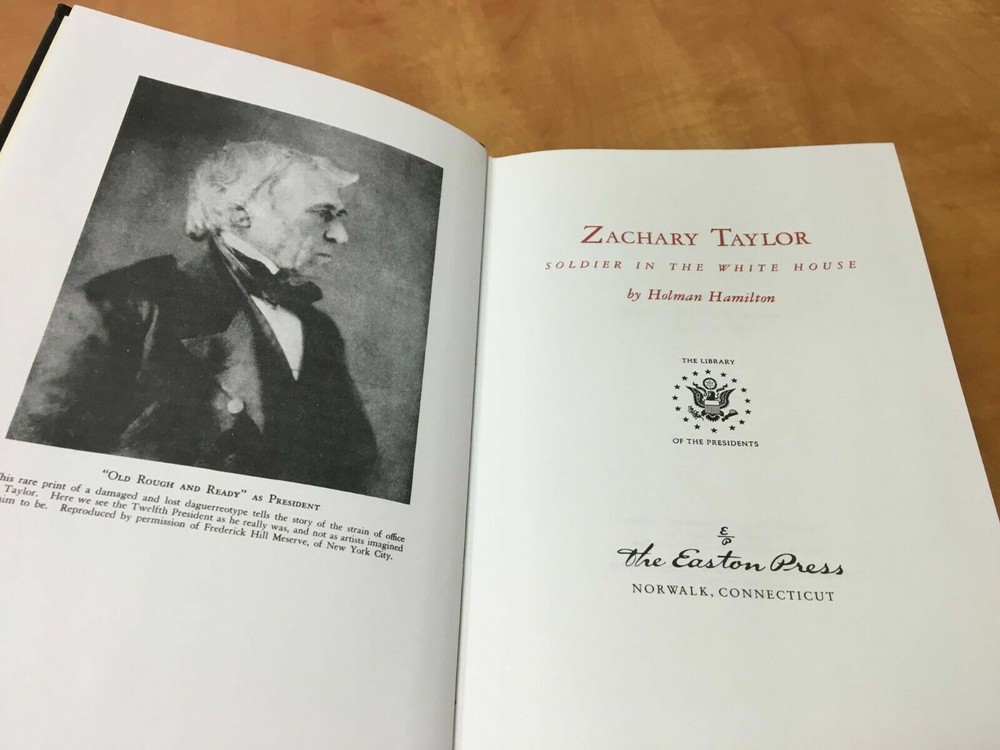 "Old Rough and Ready" as President
his rare print of a damaged and lost daguerreotype tells the story of the strain of office
Taylor. Here we see the Twelfth President as he really was, and not as artists imagined
him to be. Reproduced by permission of Frederick Hill Meserve, of New York City.
ZACHARY TAYLOR
SOLDIER IN THE WHITE HOUSE
by Holman Hamilton
THE LIBRARY
OF THE PRESIDENTS
E
P
the Easton Press
NORWALK, CONNECTICUT